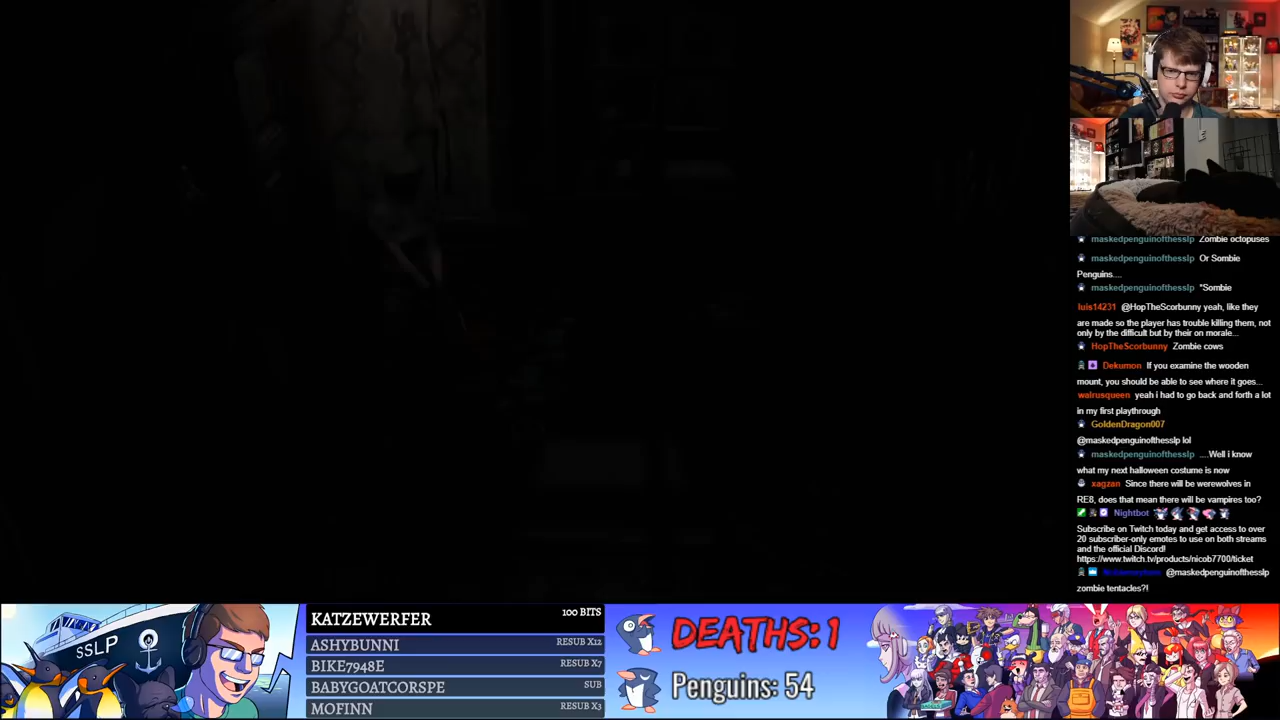 maskedpenguinofthesslp Zombie octopuses
maskedpenguinofthesslp Or Sombie
Penguins....
maskedpenguinofthesslp *Sombie
luis14231 @HopTheScorbunny yeah, like they
are made so the player has trouble killing them, not
only by the difficult but by their on morale...
HopTheScorbunny Zombie cows
Dekumon If you examine the wooden
mount, you should be able to see where it goes...
walrusqueen yeah i had to go back and forth a lot
in my first playthrough
GoldenDragon007
@maskedpenguinofthesslp lol
maskedpenguinofthesslp ....Well i know
what my next halloween costume is now
xagzan Since there will be werewolves in
RE8, does that mean there will be vampires too?
Nightbot
Subscribe on Twitch today and get access to over
20 subscriber-only emotes to use on both streams
and the official Discord!
https://www.twitch.tv/products/nicob7700/ticket
@maskedpenguinofthesslp
zombie tentacles?!
SSLP
KATZEWERFER 100 BITS
ASHYBUNNI RESUB X12
BIKE7948E RESUB X7
BABYGOATCORSPE SUB
MOFINN RESUB X3
DEATHS: 1
Penguins: 54